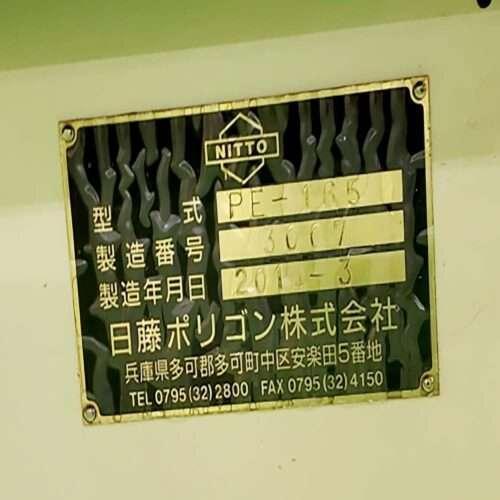 NITTO
型式 PE-165
製造番号 3007
製造年月日
日藤ポリゴン株式会社
兵庫県多可郡多可町中区安楽田5番地
TEL 0795(32)2800 FAX 0795(32)4150